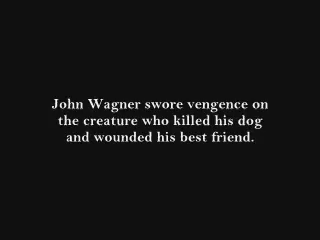 John Wagner swore vengence on
the creature who killed his dog
and wounded his best friend.